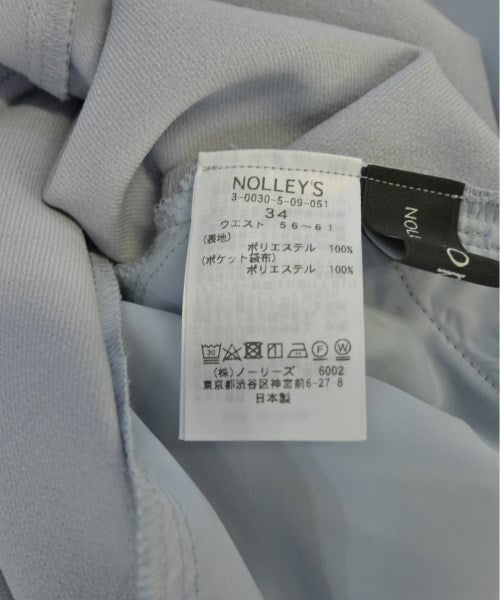 NOLLEY'S
3-0030-5-09-051
34
ウエスト 56~61
(表地)
ポリエステル 100%
(ポケット袋布)
ポリエステル 100%
30
F W
(株)ノーリーズ 6002
東京都渋谷区神宮前6-27-8
日本製